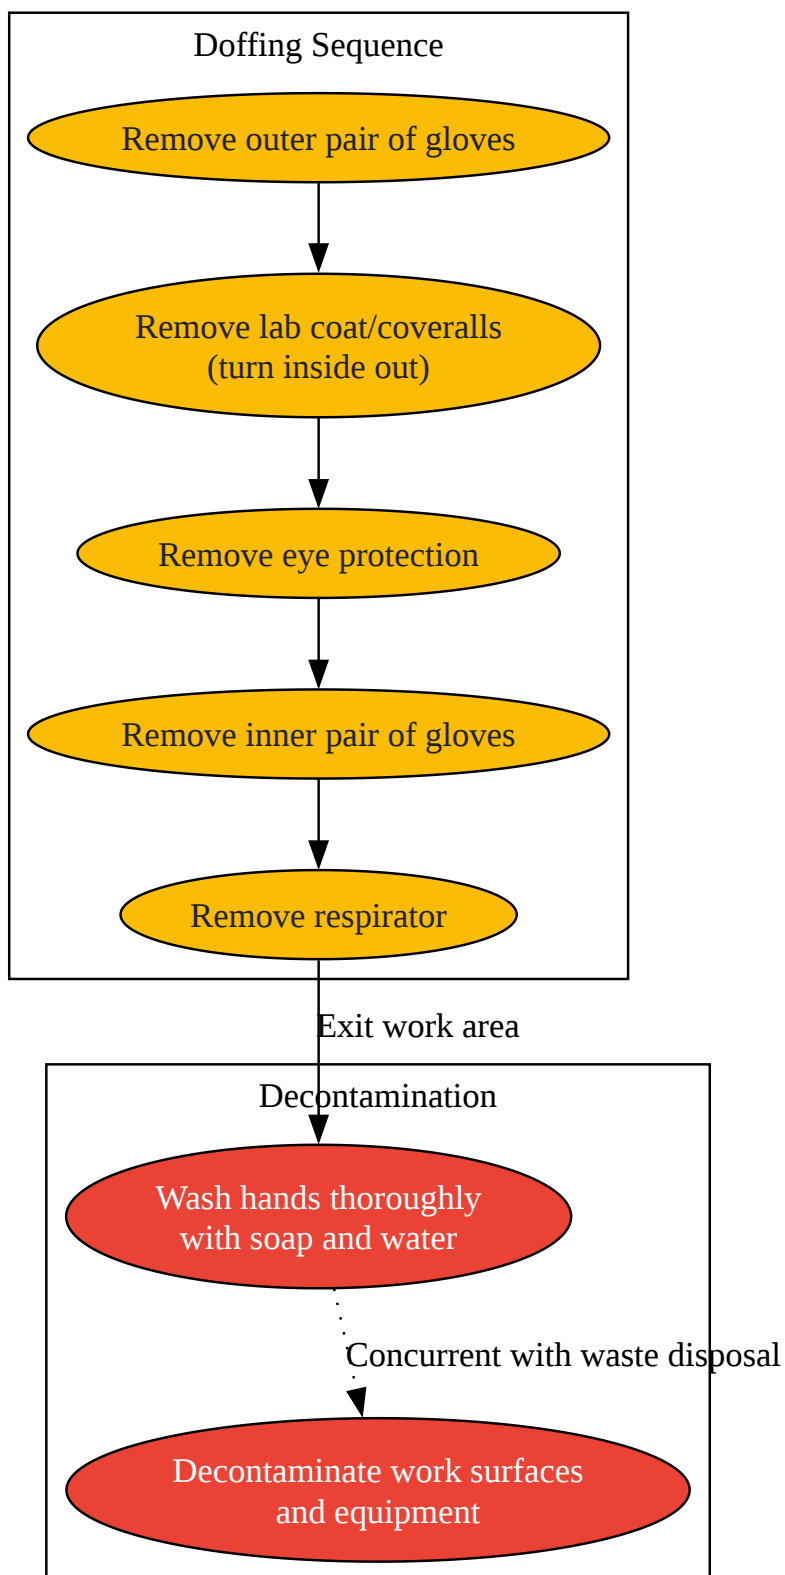 Doffing Sequence
Remove outer pair of gloves
Remove lab coat/coveralls
(turn inside out)
Remove eye protection
Remove inner pair of gloves
Remove respirator
Exit work area
Decontamination
Wash hands thoroughly
with soap and water
Concurrent with waste disposal
Decontaminate work surfaces
and equipment